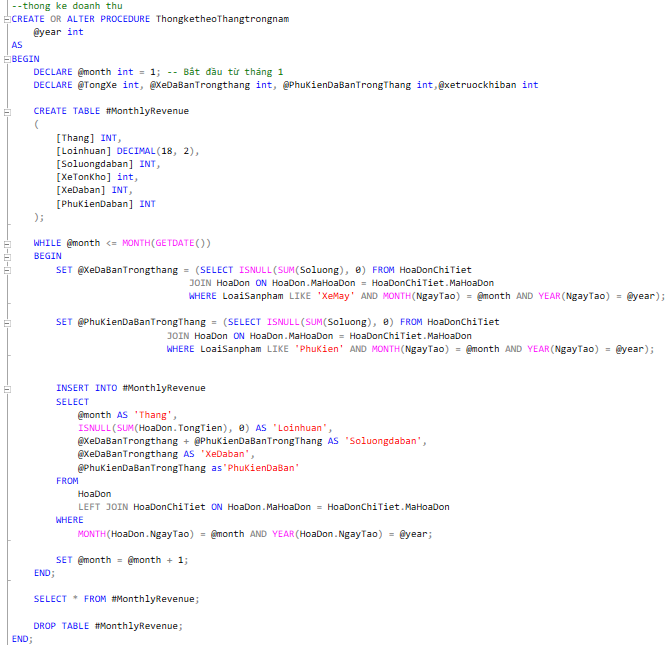 --thong ke doanh thu
CREATE OR ALTER PROCEDURE ThongketheoThangtrongnam
@year int
AS
BEGIN
DECLARE @month int = 1; -- Bắt đầu từ tháng 1
DECLARE @TongXe int, @XeDaBanTrongthang int, @PhuKienDaBanTrongThang int,@xetruockhiban int
CREATE TABLE #MonthlyRevenue
(
[Thang] INT,
[Loinhuan] DECIMAL(18, 2),
[Soluongdaban] INT,
[XeTonKho] int,
[XeDaban] INT,
[PhuKienDaban] INT
);
WHILE @month <= MONTH(GETDATE())
BEGIN
SET @XeDaBanTrongthang = (SELECT ISNULL(SUM(Soluong), 0) FROM HoaDonChiTiet
JOIN HoaDon ON HoaDon.MaHoaDon = HoaDonChiTiet.MaHoaDon
WHERE LoaiSanpham LIKE 'XeMay' AND MONTH(NgayTao) = @month AND YEAR(NgayTao) = @year);
SET @PhuKienDaBanTrongThang = (SELECT ISNULL(SUM(Soluong), 0) FROM HoaDonChiTiet
JOIN HoaDon ON HoaDon.MaHoaDon = HoaDonChiTiet.MaHoaDon
WHERE LoaiSanpham LIKE 'PhuKien' AND MONTH(NgayTao) = @month AND YEAR(NgayTao) = @year);
INSERT INTO #MonthlyRevenue
SELECT
@month AS 'Thang',
ISNULL(SUM(HoaDon.TongTien), 0) AS 'Loinhuan',
@XeDaBanTrongthang + @PhuKienDaBanTrongThang AS 'Soluongdaban',
@XeDaBanTrongthang AS 'XeDaban',
@PhuKienDaBanTrongThang as'PhuKienDaBan'
FROM
HoaDon
LEFT JOIN HoaDonChiTiet ON HoaDon.MaHoaDon = HoaDonChiTiet.MaHoaDon
WHERE
MONTH(HoaDon.NgayTao) = @month AND YEAR(HoaDon.NgayTao) = @year;
SET @month = @month + 1;
END;
SELECT * FROM #MonthlyRevenue;
DROP TABLE #MonthlyRevenue;
END;